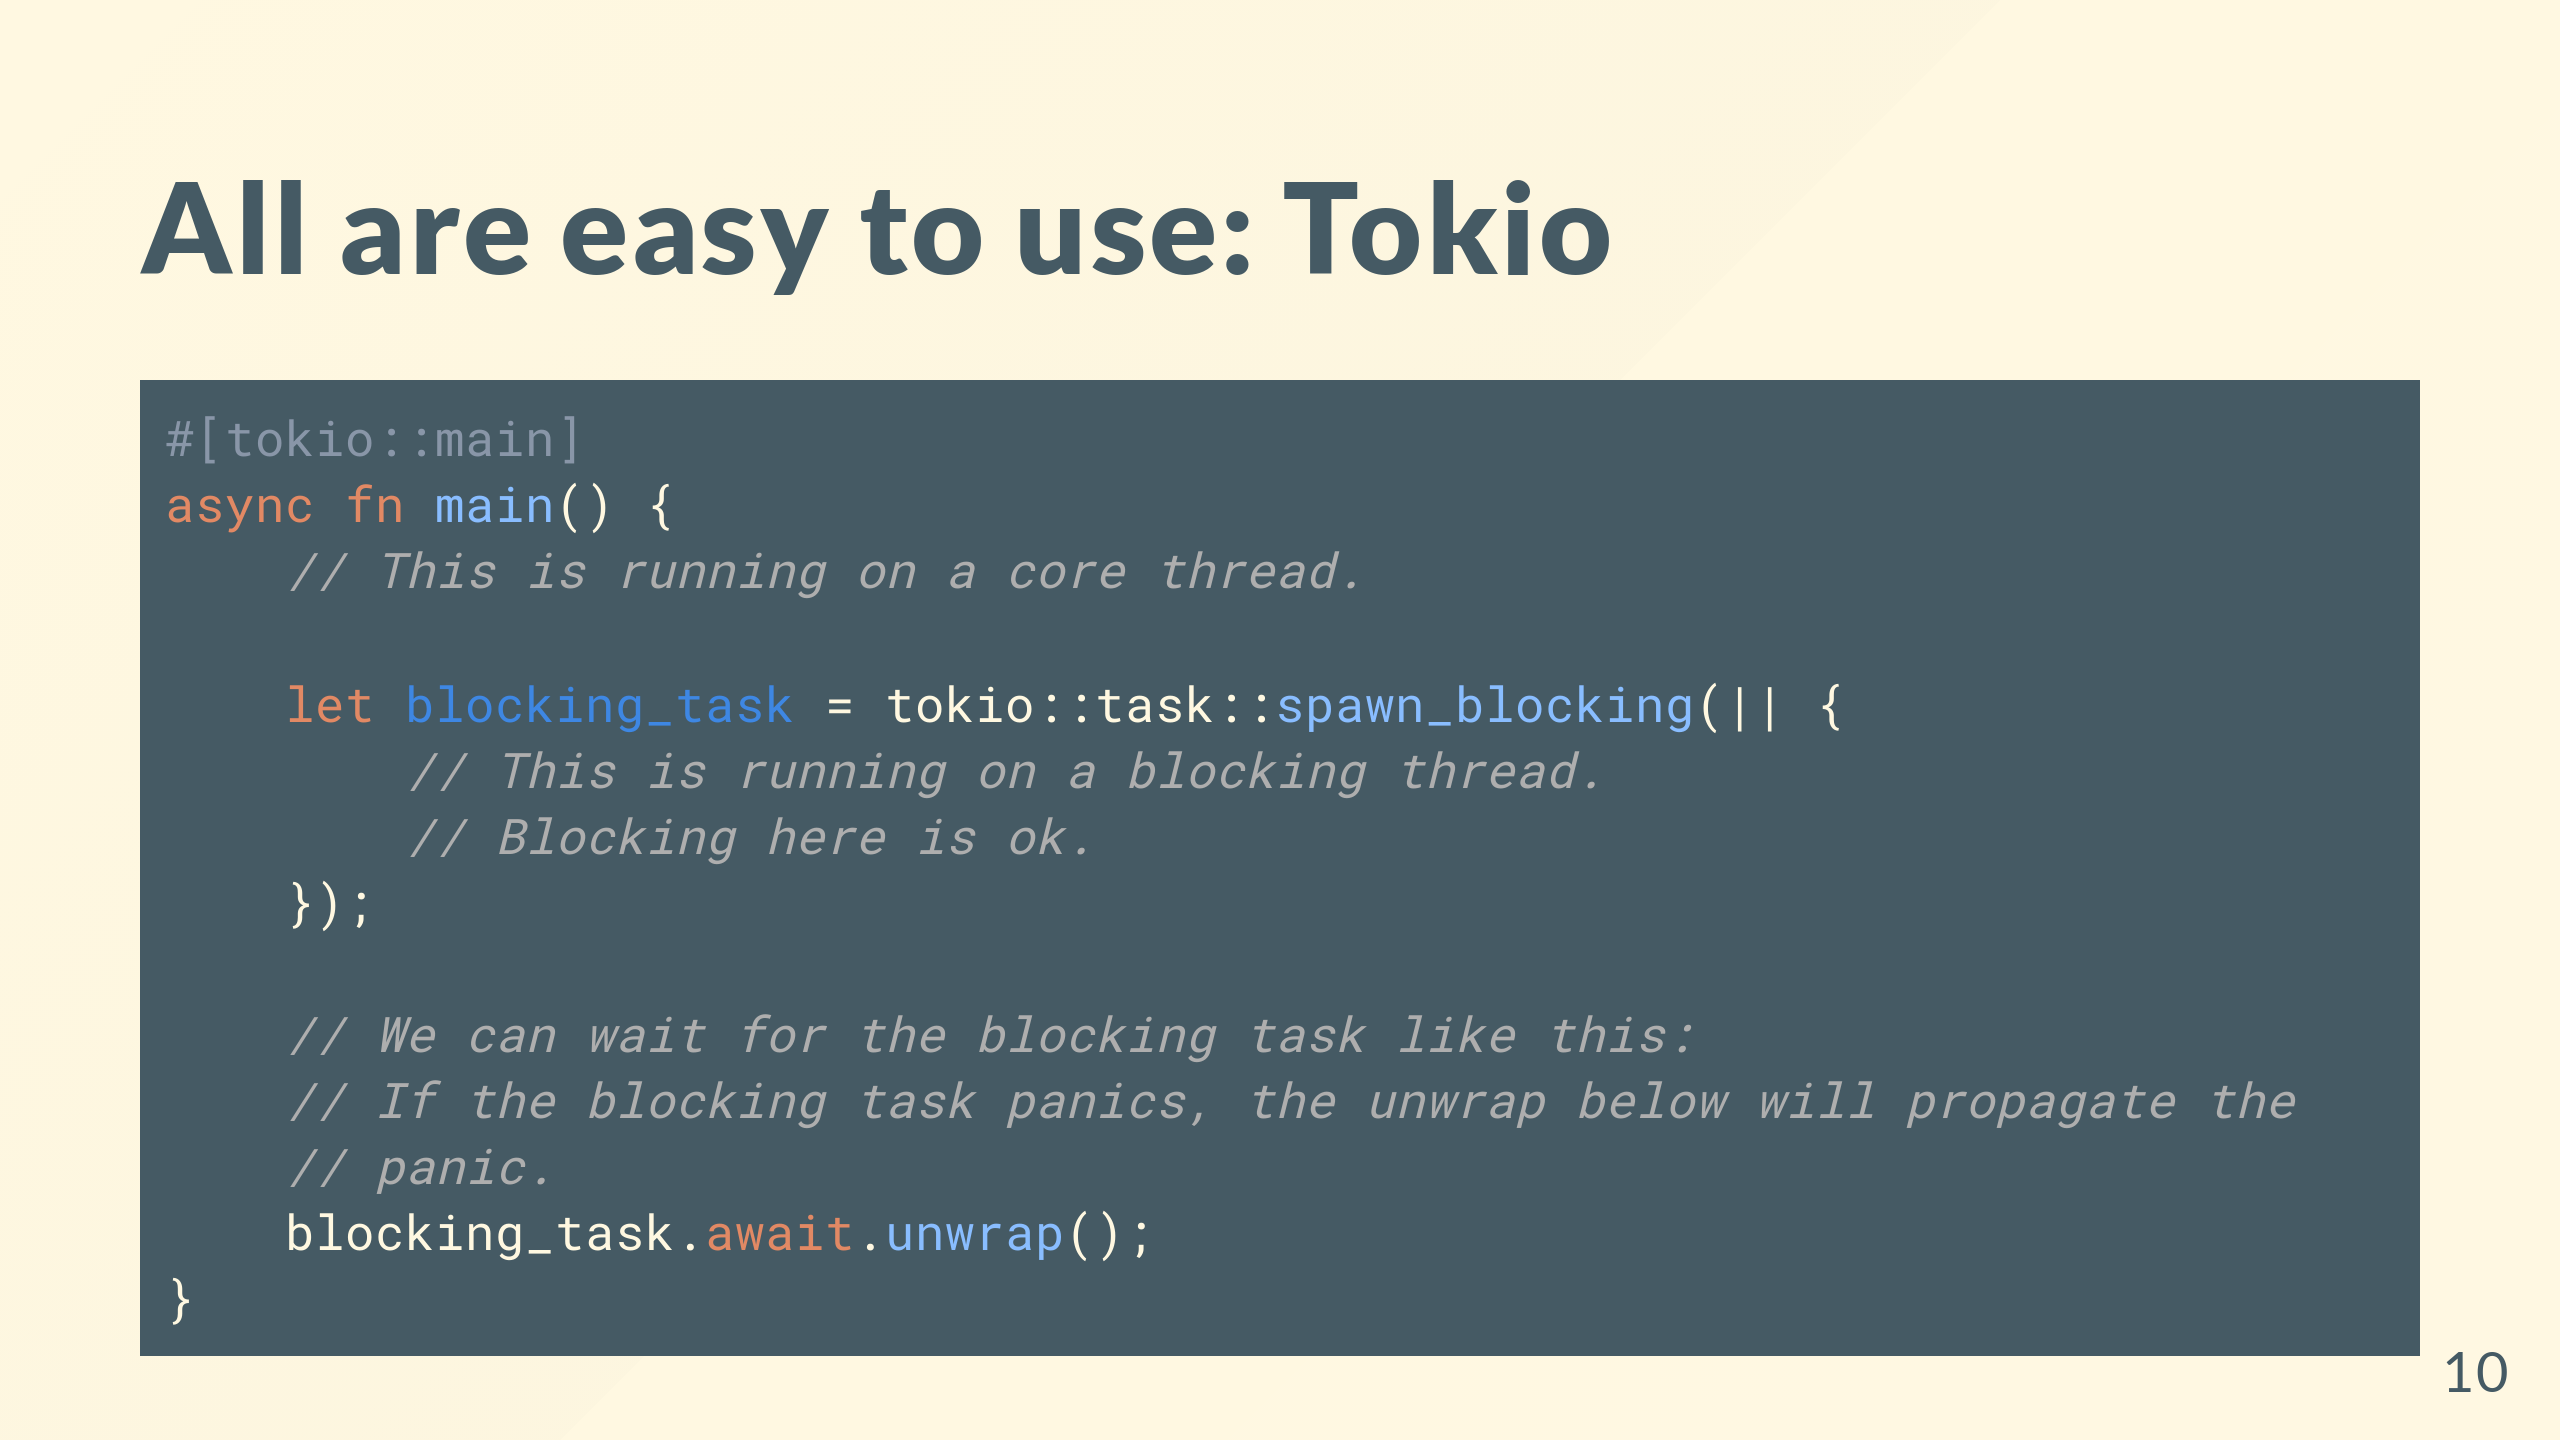 All are easy to use: Tokio
#[tokio::main]
async fn main() {
    // This is running on a core thread.

    let blocking_task = tokio::task::spawn_blocking(|| {
        // This is running on a blocking thread.
        // Blocking here is ok.
    });

    // We can wait for the blocking task like this:
    // If the blocking task panics, the unwrap below will propagate the
    // panic.
    blocking_task.await.unwrap();
}
10